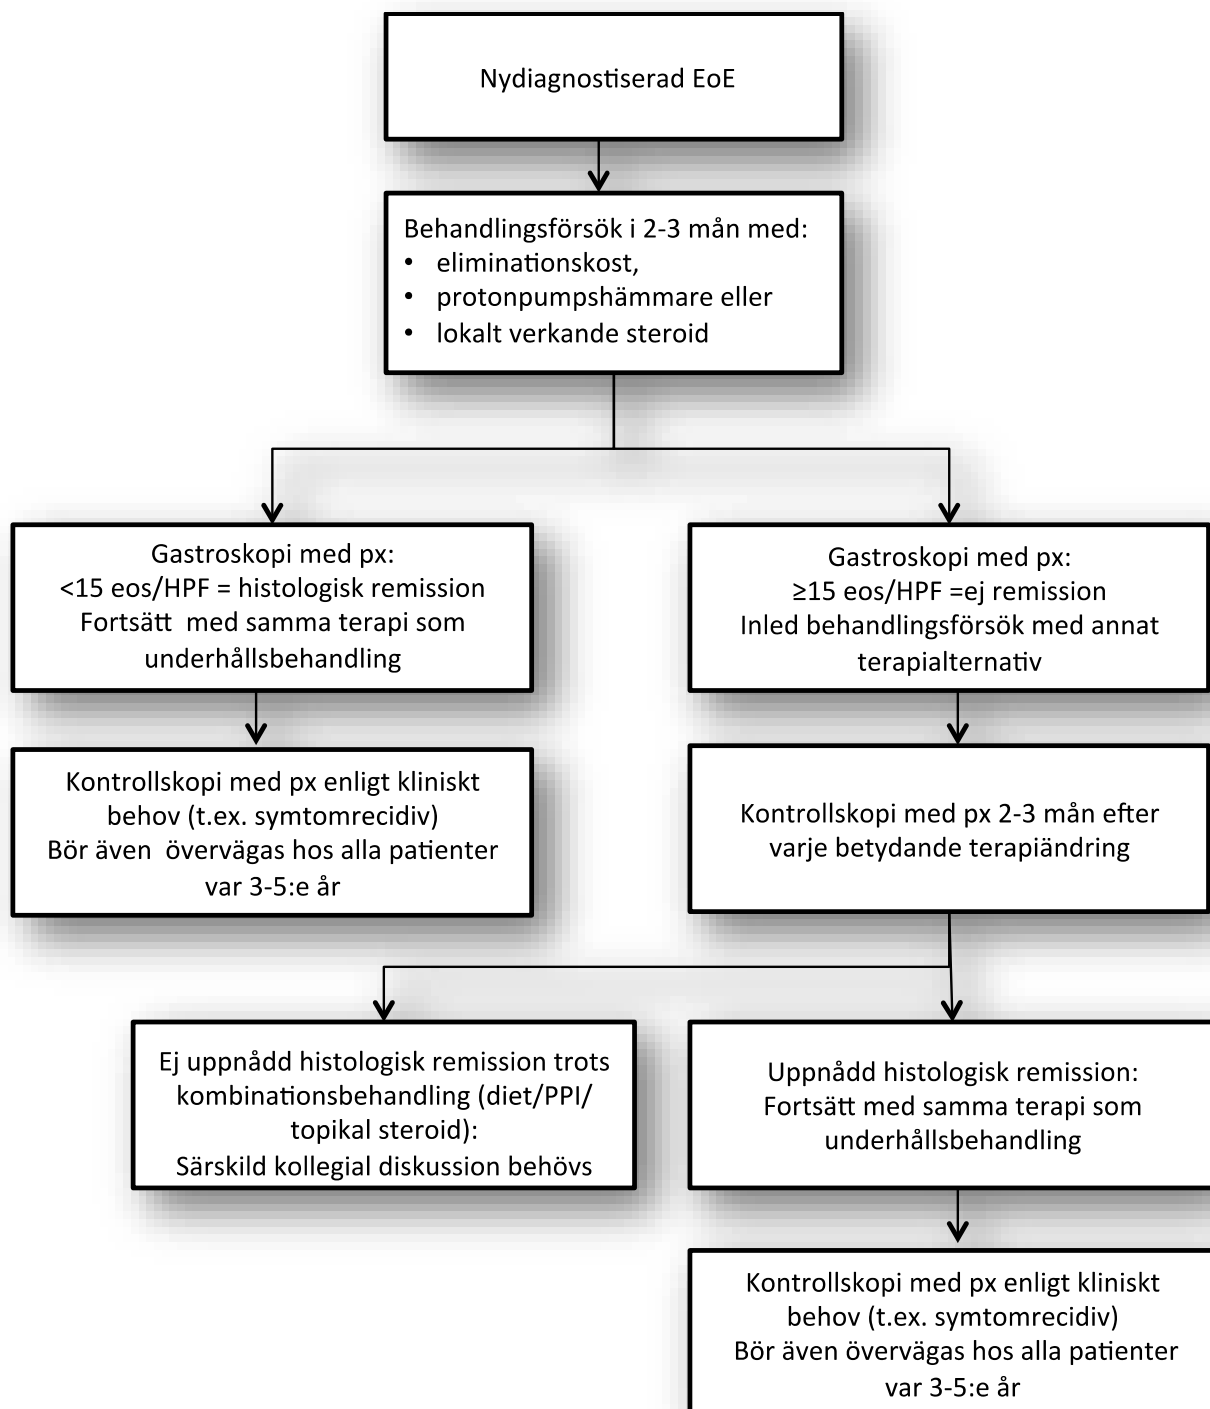 Nydiagnostiserad EoE
Behandlingsförsök i 2-3 mån med:
• eliminationskost,
• protonpumpshämmare eller
• lokalt verkande steroid
Gastroskopi med px:
<15 eos/HPF = histologisk remission
Fortsätt med samma terapi som
underhållsbehandling
Gastroskopi med px:
≥15 eos/HPF =ej remission
Inled behandlingsförsök med annat
terapialternativ
Kontrollskopi med px enligt kliniskt
behov (t.ex. symtomrecidiv)
Bör även övervägas hos alla patienter
var 3-5:e år
Kontrollskopi med px 2-3 mån efter
varje betydande terapiändring
Ej uppnådd histologisk remission trots
kombinationsbehandling (diet/PPI/
topikal steroid):
Särskild kollegial diskussion behövs
Uppnådd histologisk remission:
Fortsätt med samma terapi som
underhållsbehandling
Kontrollskopi med px enligt kliniskt
behov (t.ex. symtomrecidiv)
Bör även övervägas hos alla patienter
var 3-5:e år